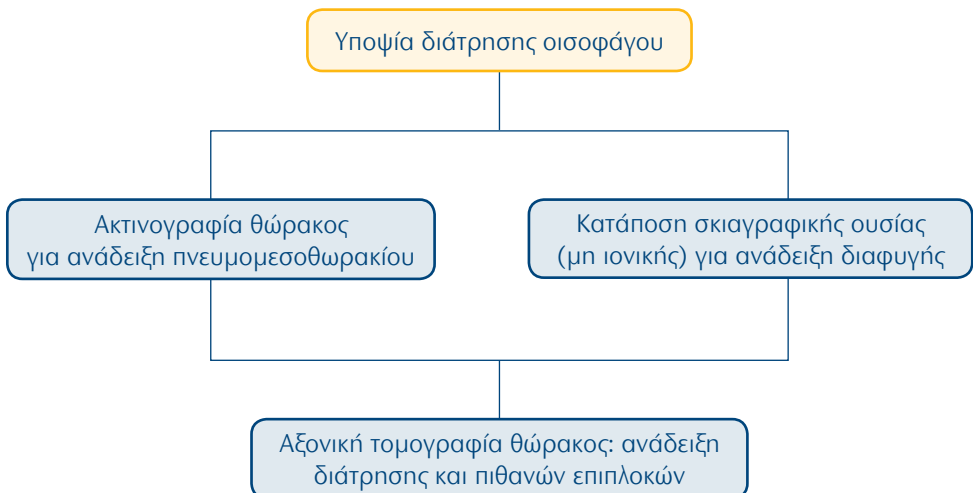 Υποψία διάτρησης οισοφάγου
Ακτινογραφία θώρακος
για ανάδειξη πνευμομεσοθωρακίου
Κατάποση σκιαγραφικής ουσίας
(μη ιονικής) για ανάδειξη διαφυγής
Αξονική τομογραφία θώρακος: ανάδειξη
διάτρησης και πιθανών επιπλοκών